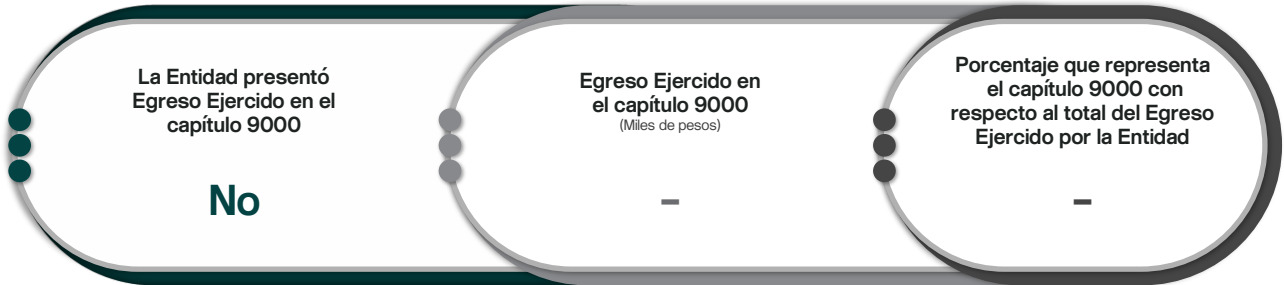 La Entidad presentó
Egreso Ejercido en el
capítulo 9000
No
Egreso Ejercido en
el capítulo 9000
(Miles de pesos)
–
Porcentaje que representa
el capítulo 9000 con
respecto al total del Egreso
Ejercido por la Entidad
–